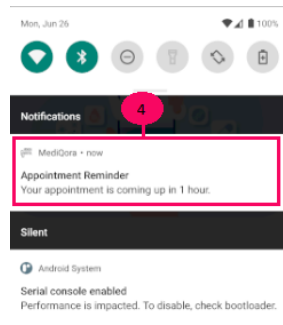 Mon, Jun 26
100%
Notifications
4
MediQora • now
Appointment Reminder
Your appointment is coming up in 1 hour.
Silent
Android System
Serial console enabled
Performance is impacted. To disable, check bootloader.